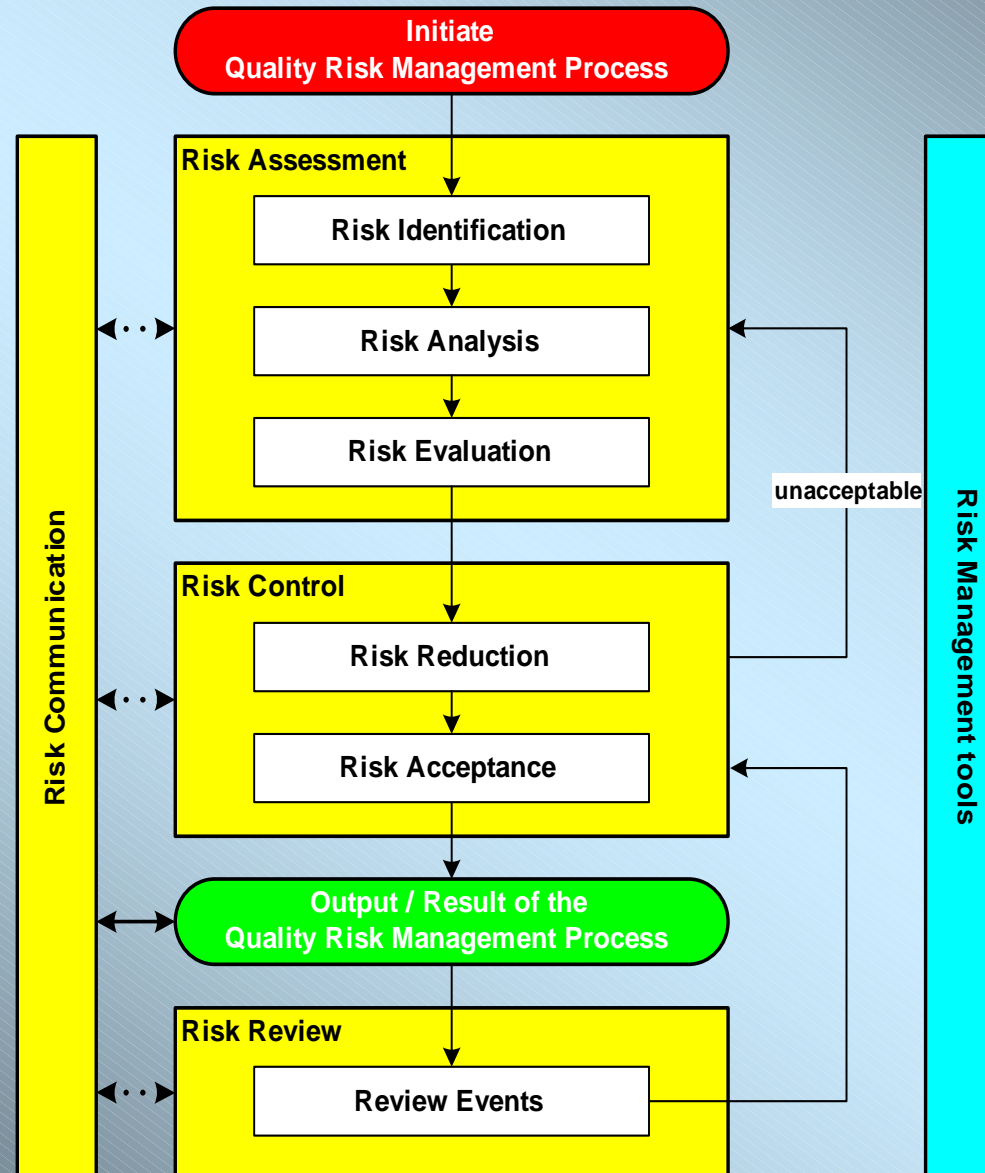 Initiate
Quality Risk Management Process
Risk Assessment
Risk Identification
Risk Analysis
Risk Evaluation
unacceptable
Risk Control
Risk Reduction
Risk Acceptance
Output / Result of the
Quality Risk Management Process
Risk Review
Review Events
Risk Communication
Risk Management tools